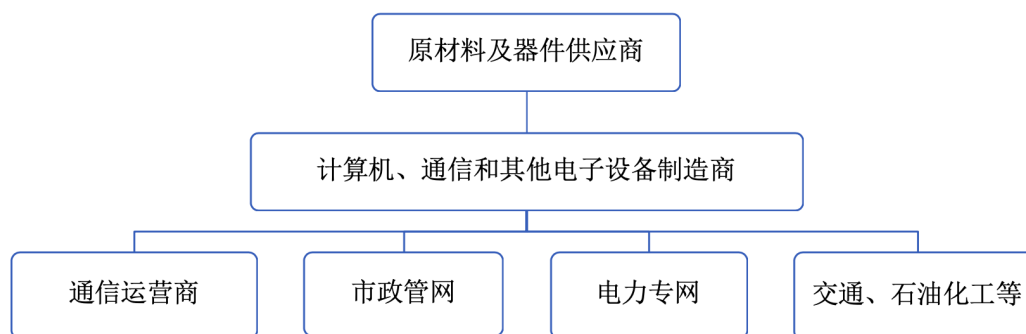 原材料及器件供应商
计算机、通信和其他电子设备制造商
通信运营商
市政管网
电力专网
交通、石油化工等